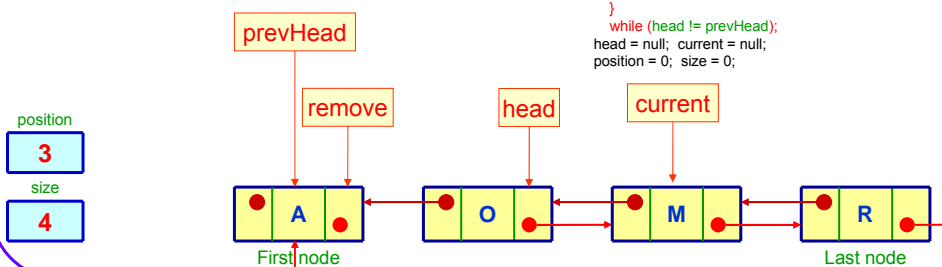 }
while (head != prevHead);
head = null;  current = null;
position = 0;  size = 0;
prevHead
remove
head
current
position
3
size
4
A
O
M
R
First node
Last node